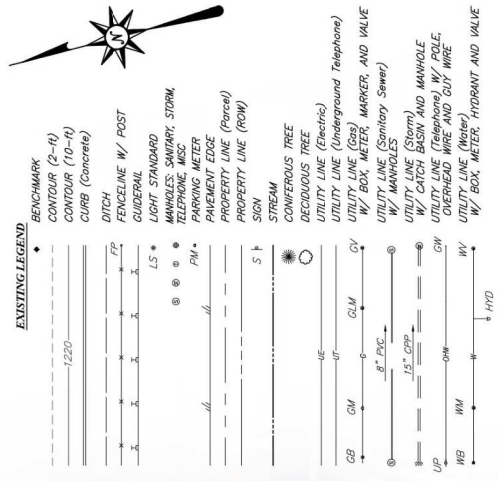 N
EXISTING LEGEND
BENCHMARK
CONTOUR (2-ft)
1220 CONTOUR (10-ft)
CURB (Concrete)
DITCH
FP FENCELINE W/ POST
GUIDERAIL
LS LIGHT STANDARD
S D T MANHOLES: SANITARY, STORM,
TELEPHONE, MISC
PM PARKING METER
PAVEMENT EDGE
PROPERTY LINE (Parcel)
PROPERTY LINE (ROW)
S SIGN
STREAM
CONIFEROUS TREE
DECIDUOUS TREE
UE UTILITY LINE (Electric)
UT UTILITY LINE (Underground Telephone)
GB GM G GLM GV UTILITY LINE (Gas)
W/ BOX, METER, MARKER, AND VALVE
S 8" PVC S UTILITY LINE (Sanitary Sewer)
W/ MANHOLES
15" CPP UTILITY LINE (Storm)
W/ CATCH BASIN AND MANHOLE
UP OHW GW UTILITY LINE (Telephone) W/ POLE,
OVERHEAD WIRE AND GUY WIRE
WB WM W WV UTILITY LINE (Water)
W/ BOX, METER, HYDRANT AND VALVE
HYD